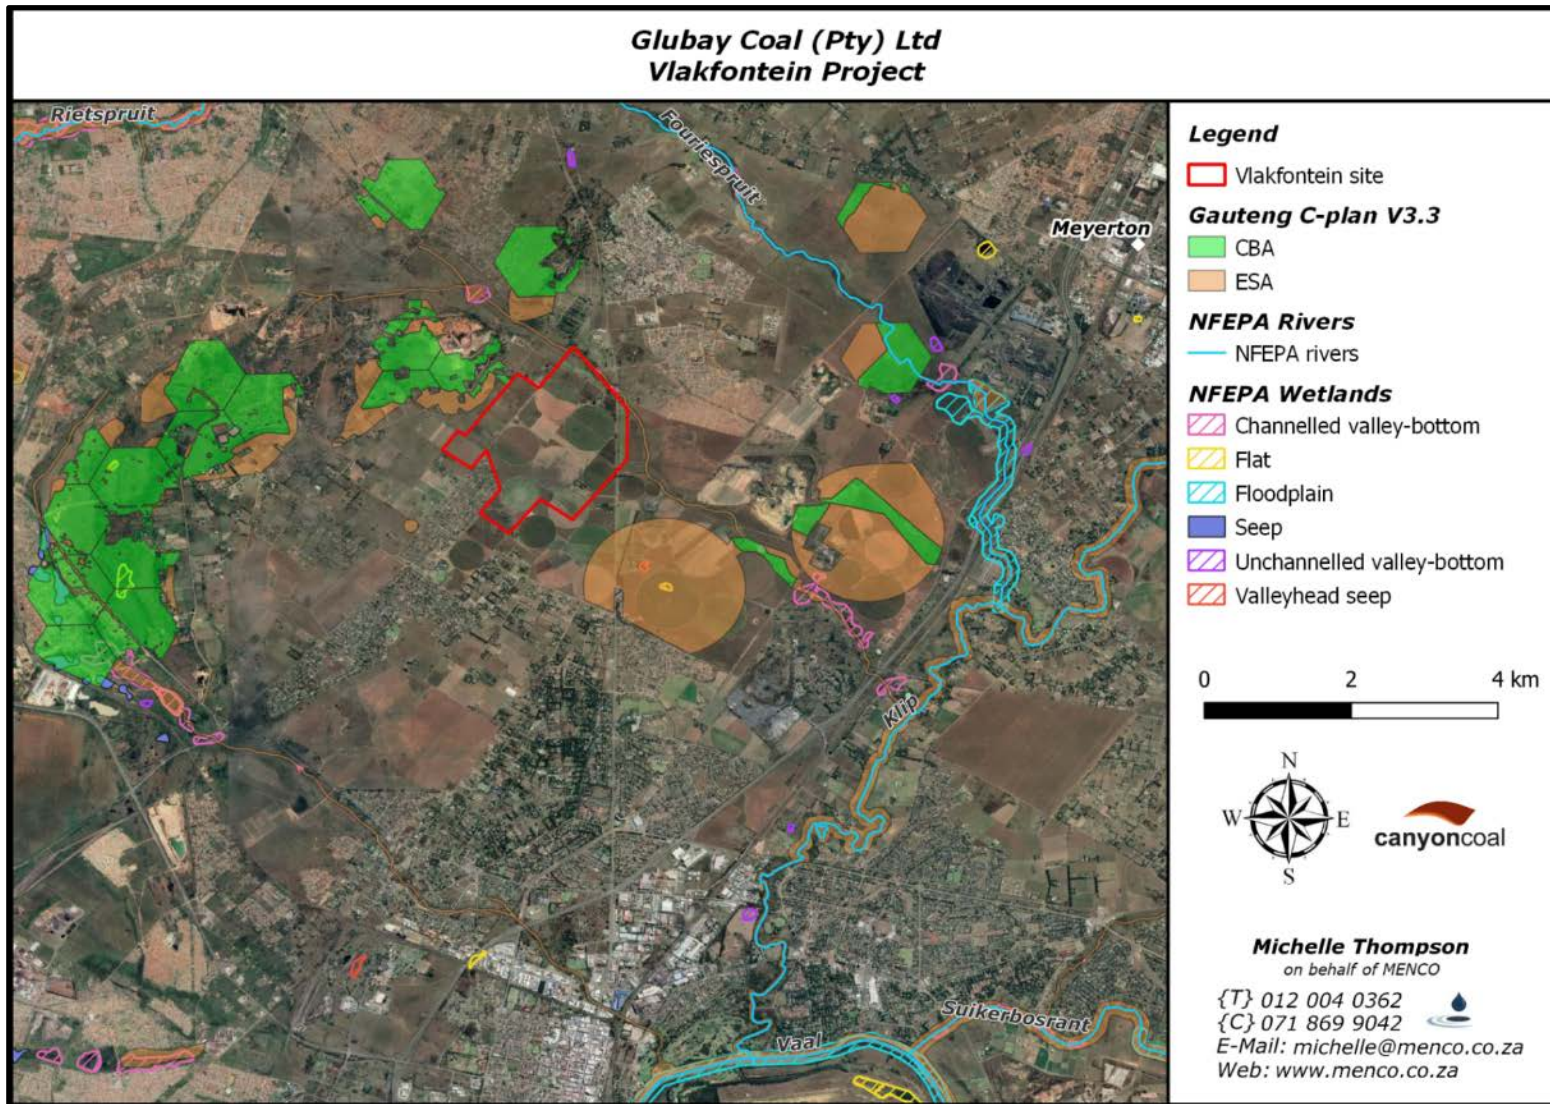 Glubay Coal (Pty) Ltd
Vlakfontein Project
Rietspruit
Fouriespruit
Meyerton
Klip
Vaal
Suikerbosrant
Legend
Vlakfontein site
Gauteng C-plan V3.3
CBA
ESA
NFEPA Rivers
NFEPA rivers
NFEPA Wetlands
Channelled valley-bottom
Flat
Floodplain
Seep
Unchannelled valley-bottom
Valleyhead seep
0 2 4 km
N
W E
S
canyoncoal
Michelle Thompson
on behalf of MENCO
{T} 012 004 0362
{C} 071 869 9042
E-Mail: michelle@menco.co.za
Web: www.menco.co.za